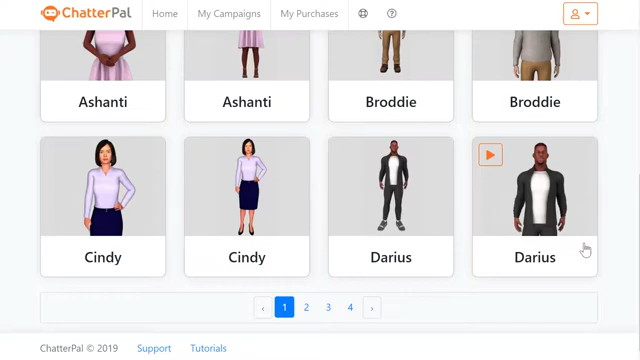 ChatterPal Home My Campaigns My Purchases
Ashanti Ashanti Broddie Broddie
Cindy Cindy Darius Darius
‹ 1 2 3 4 ›
ChatterPal © 2019 Support Tutorials